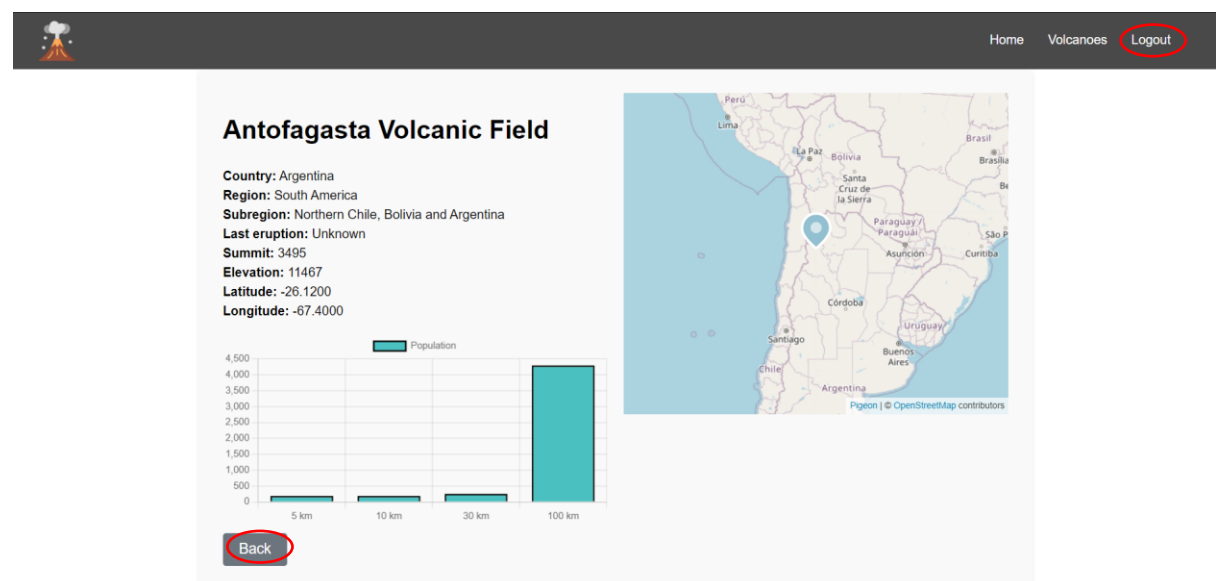 Home Volcanoes Logout
Antofagasta Volcanic Field
Country: Argentina
Region: South America
Subregion: Northern Chile, Bolivia and Argentina
Last eruption: Unknown
Summit: 3495
Elevation: 11467
Latitude: -26.1200
Longitude: -67.4000
Population
4,500
4,000
3,500
3,000
2,500
2,000
1,500
1,000
500
0
5 km 10 km 30 km 100 km
Back
Perú
Lima
Brasil
La Paz
Bolivia
Brasília
Santa
Cruz de
la Sierra
Be
Paraguay /
Paraguái
São P
Asunción
Curitiba
Córdoba
Uruguay
Santiago
Buenos
Aires
Chile
Argentina
Pigeon | © OpenStreetMap contributors